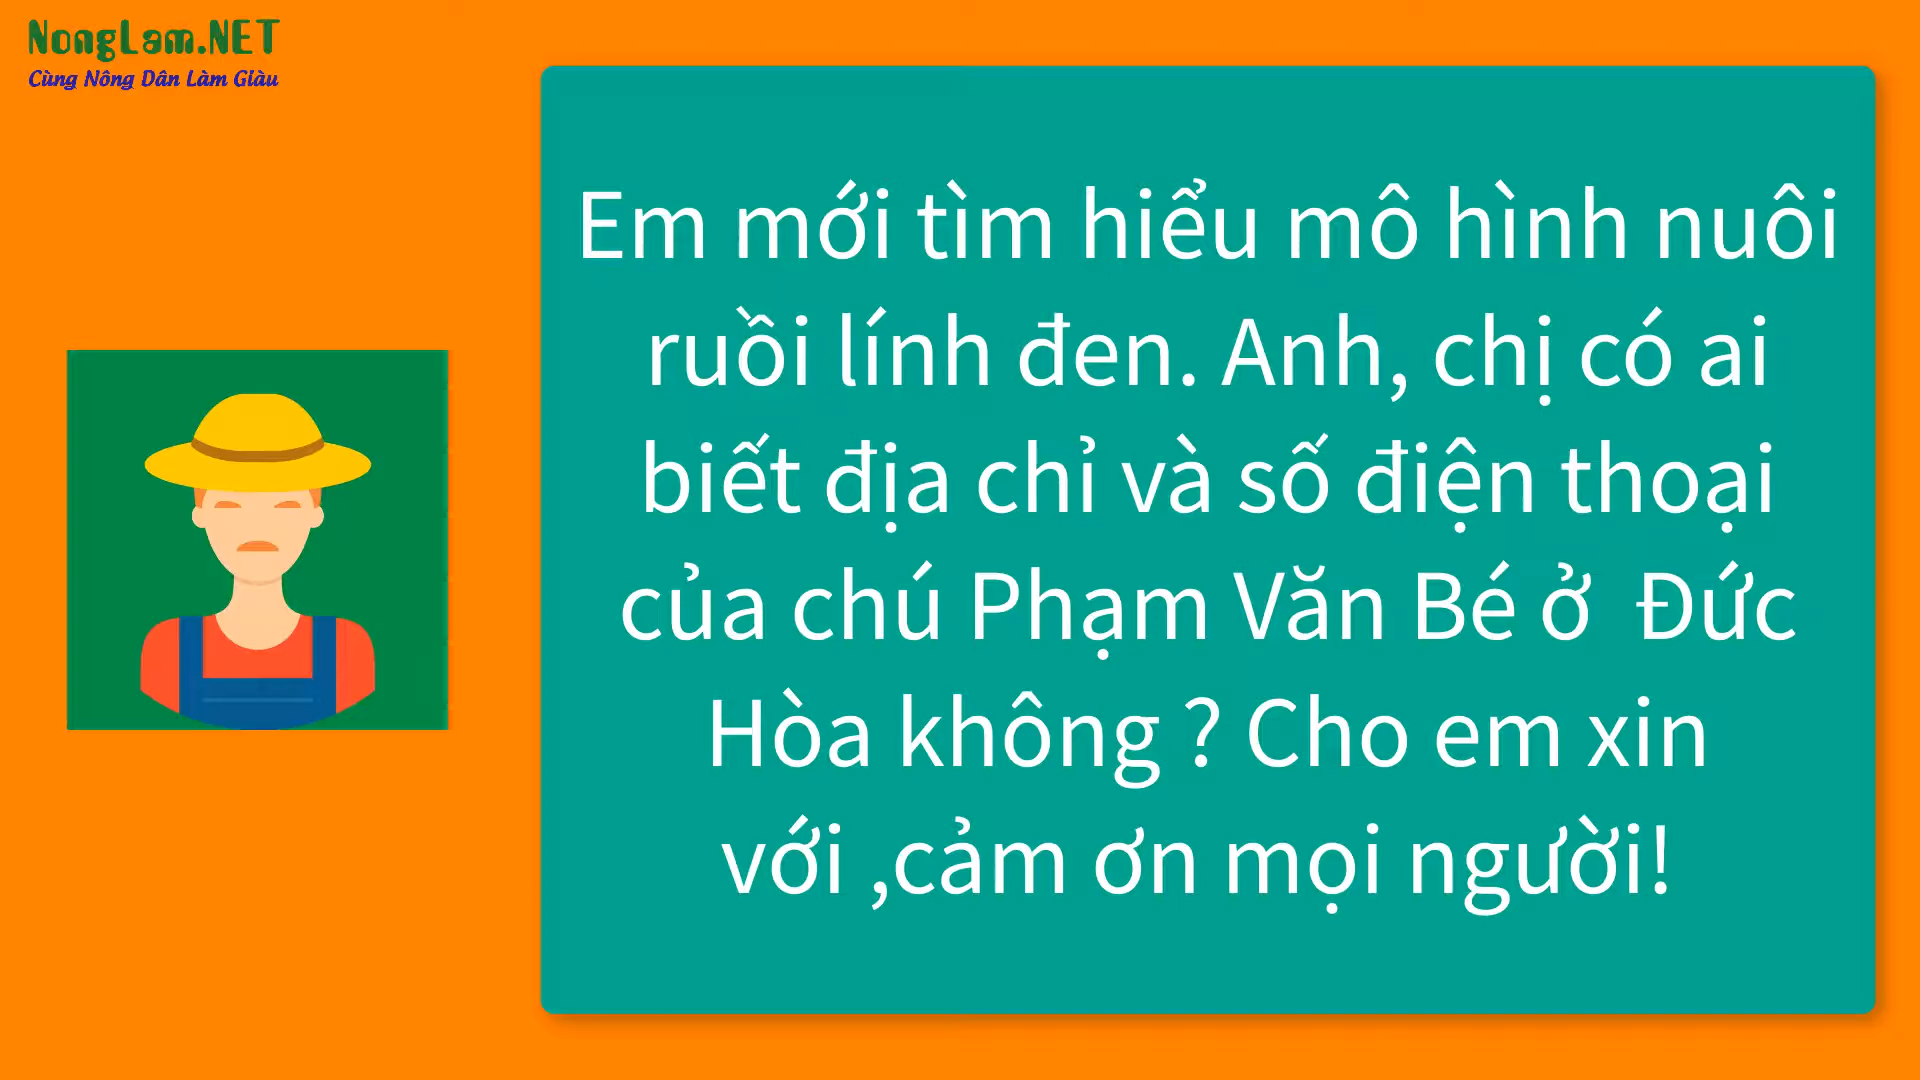 NongLam.NET
Cùng Nông Dân Làm Giàu
Em mới tìm hiểu mô hình nuôi
ruồi lính đen. Anh, chị có ai
biết địa chỉ và số điện thoại
của chú Phạm Văn Bé ở  Đức
Hòa không ? Cho em xin
với ,cảm ơn mọi người!